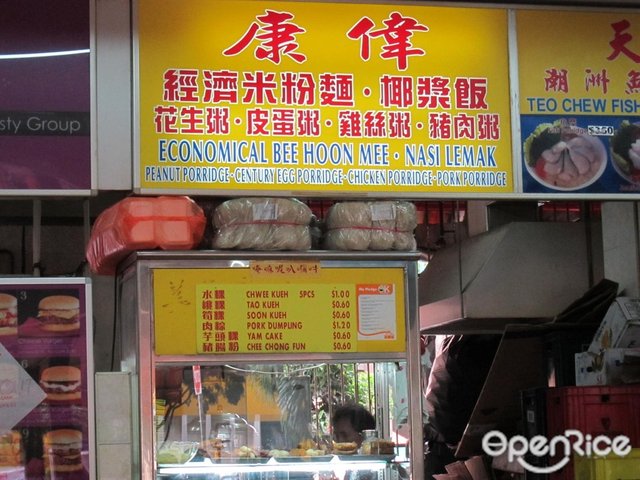 康偉
經濟米粉麵·椰漿飯
花生粥·皮蛋粥·雞絲粥·豬肉粥
ECONOMICAL BEE HOON MEE·NASI LEMAK
PEANUT PORRIDGE·CENTURY EGG PORRIDGE·CHICKEN PORRIDGE·PORK PORRIDGE
天
潮洲魚
TEO CHEW FISH
sty Group
水粿 CHWEE KUEH 5PCS $1.00
TAO KUEH $0.60
筍粿 SOON KUEH $0.60
肉粽 PORK DUMPLING $1.20
芋頭粿 YAM CAKE $0.60
豬腸粉 CHEE CHONG FUN $0.60
OPENRICE